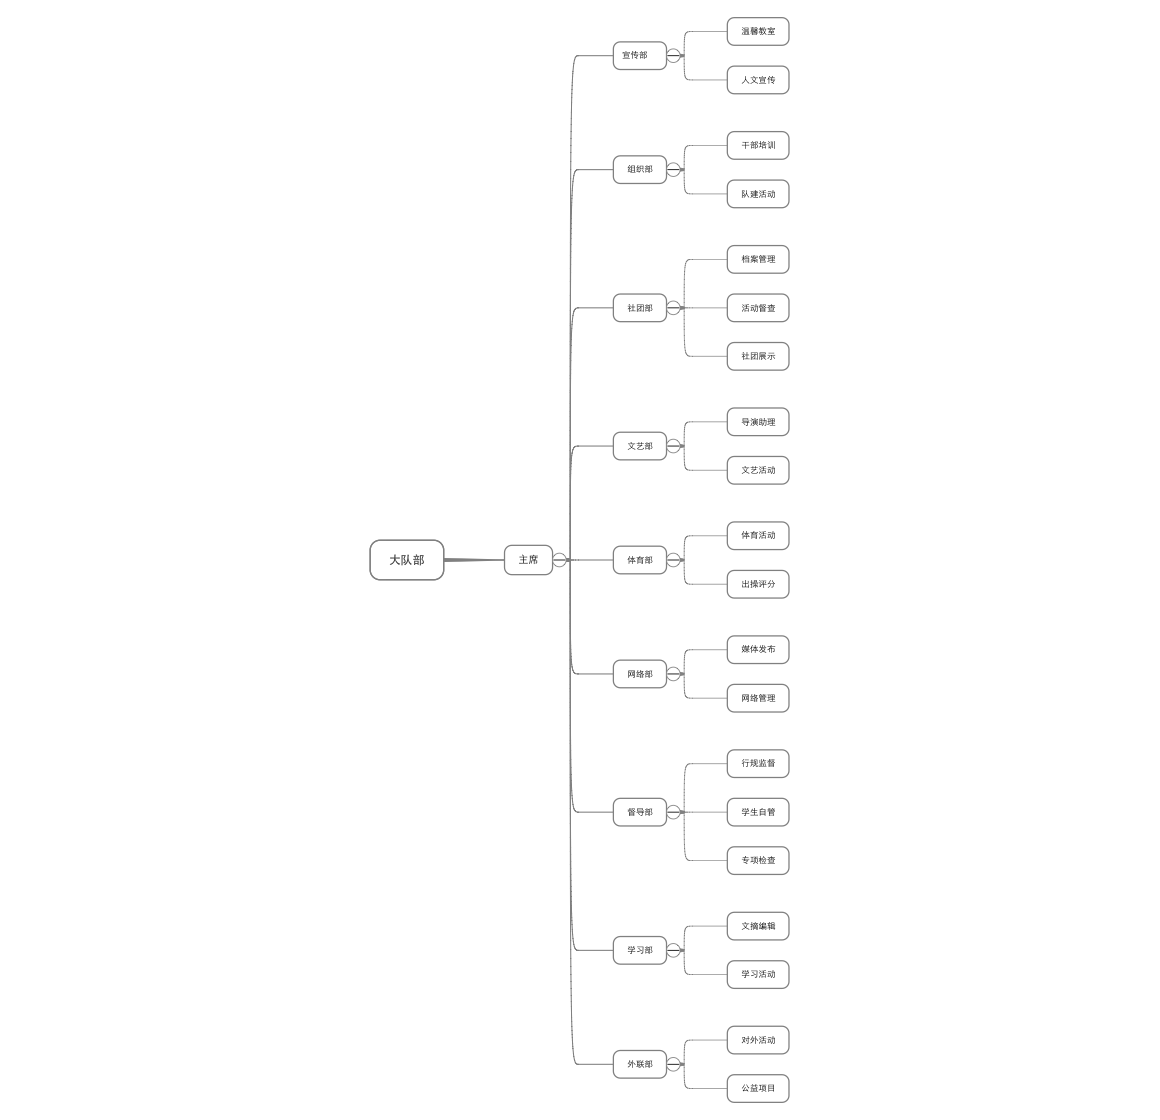 大队部
主席
宣传部
温馨教室
人文宣传
组织部
干部培训
队建活动
社团部
档案管理
活动督查
社团展示
文艺部
导演助理
文艺活动
体育部
体育活动
出操评分
网络部
媒体发布
网络管理
督导部
行规监督
学生自管
专项检查
学习部
文摘编辑
学习活动
外联部
对外活动
公益项目